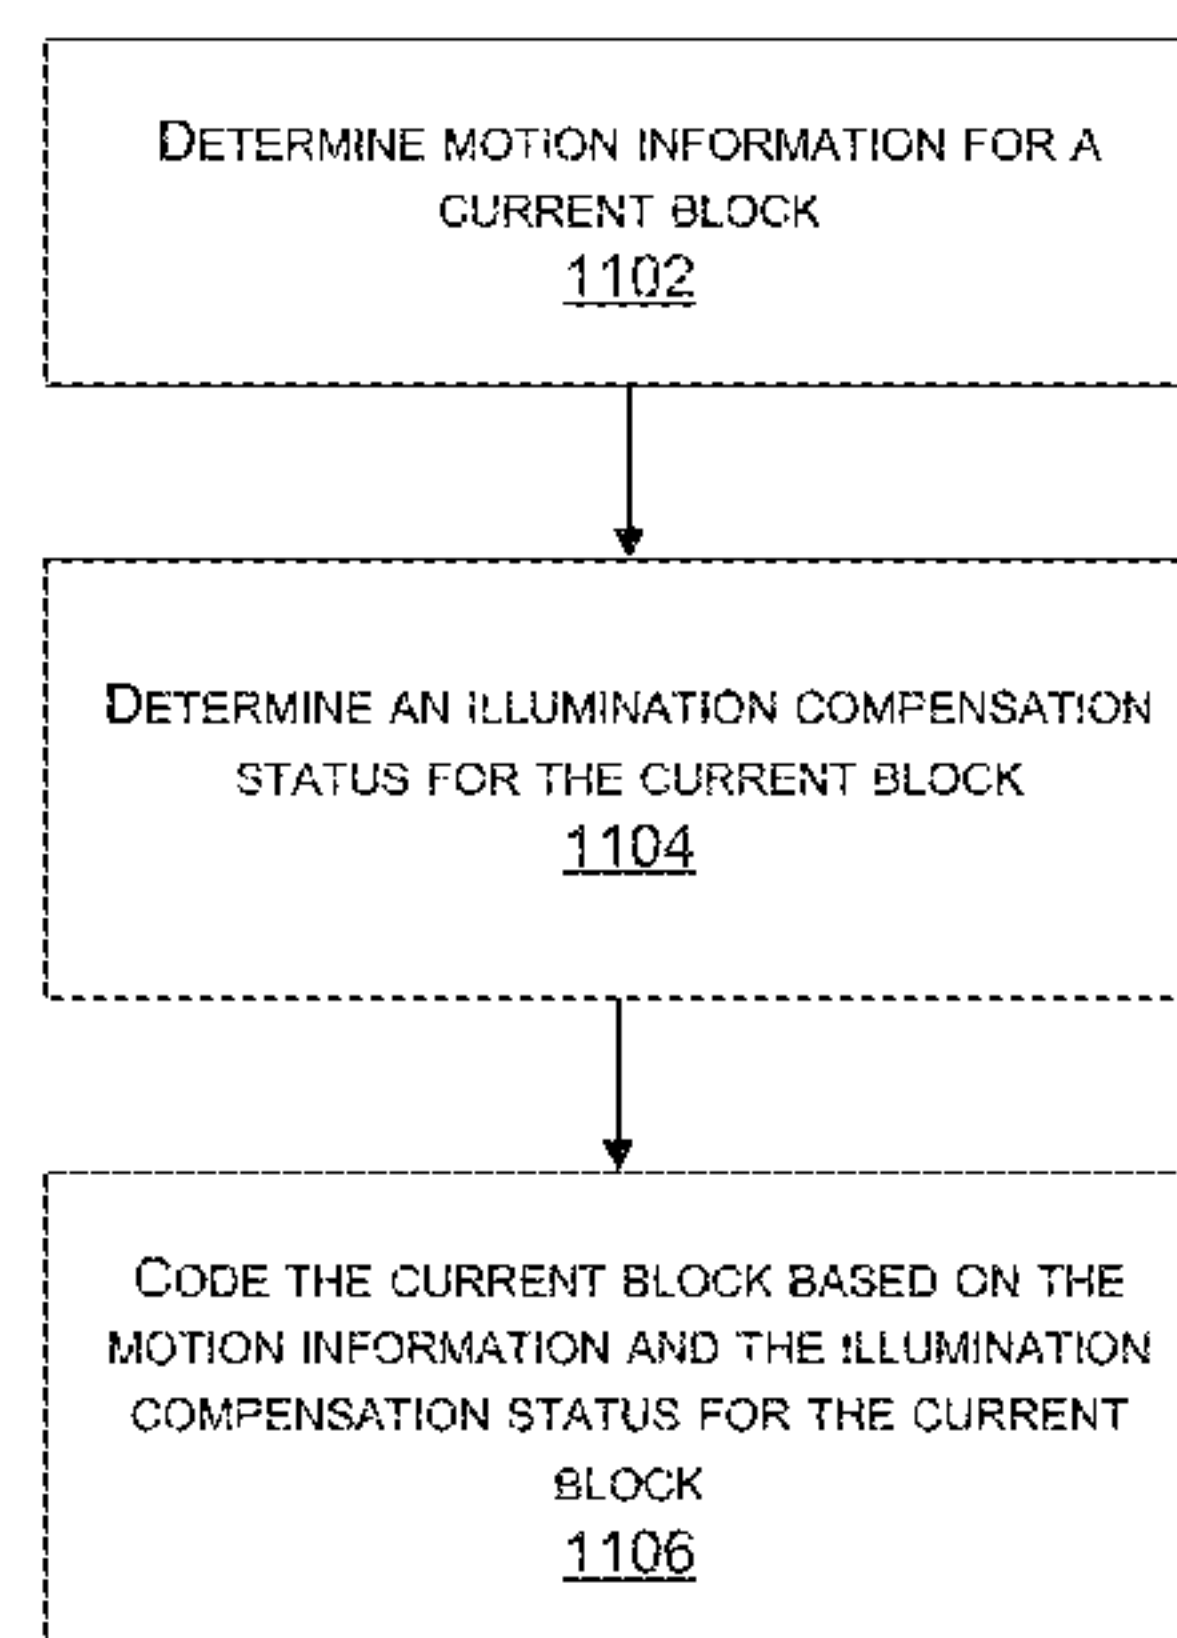 DETERMINE MOTION INFORMATION FOR A
CURRENT BLOCK
1102
DETERMINE AN ILLUMINATION COMPENSATION
STATUS FOR THE CURRENT BLOCK
1104
CODE THE CURRENT BLOCK BASED ON THE
MOTION INFORMATION AND THE ILLUMINATION
COMPENSATION STATUS FOR THE CURRENT
BLOCK
1106